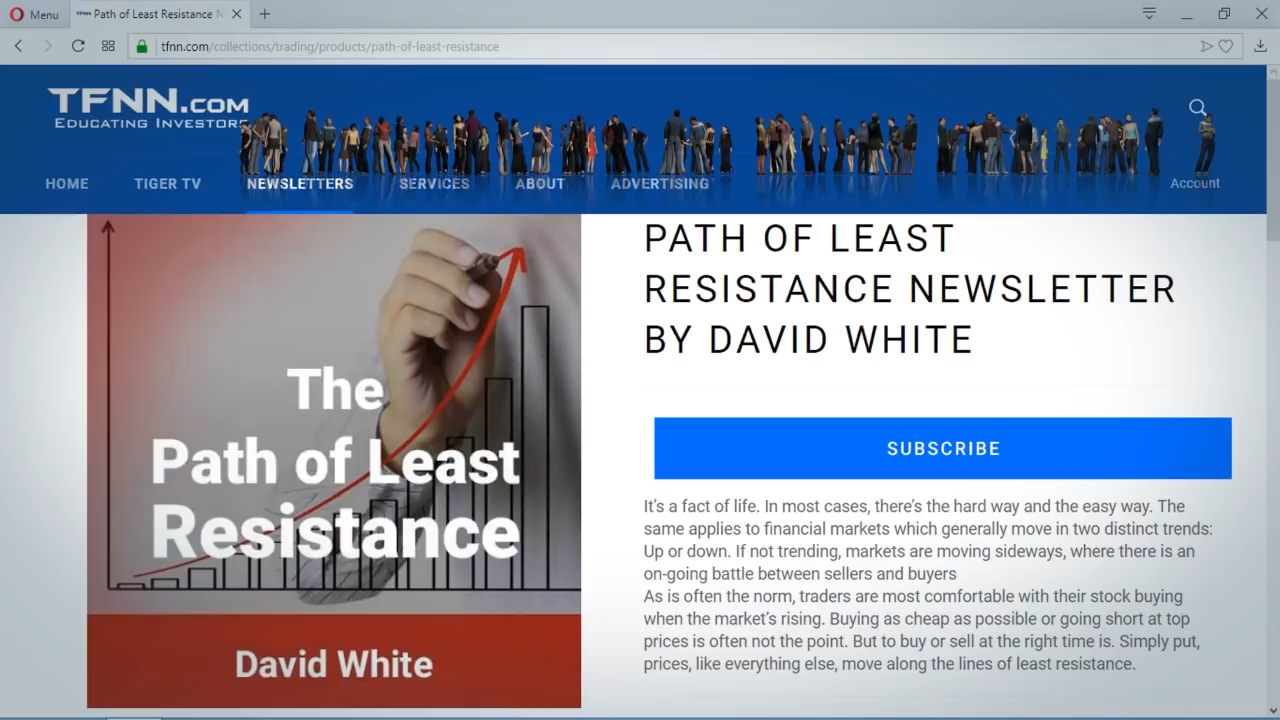 Menu
Path of Least Resistance N
tfnn.com/collections/trading/products/path-of-least-resistance
TFNN.COM
EDUCATING INVESTORS
HOME TIGER TV NEWSLETTERS SERVICES ABOUT ADVERTISING Account
The
Path of Least
Resistance
David White
PATH OF LEAST
RESISTANCE NEWSLETTER
BY DAVID WHITE
SUBSCRIBE
It's a fact of life. In most cases, there's the hard way and the easy way. The
same applies to financial markets which generally move in two distinct trends:
Up or down. If not trending, markets are moving sideways, where there is an
on-going battle between sellers and buyers
As is often the norm, traders are most comfortable with their stock buying
when the market's rising. Buying as cheap as possible or going short at top
prices is often not the point. But to buy or sell at the right time is. Simply put,
prices, like everything else, move along the lines of least resistance.